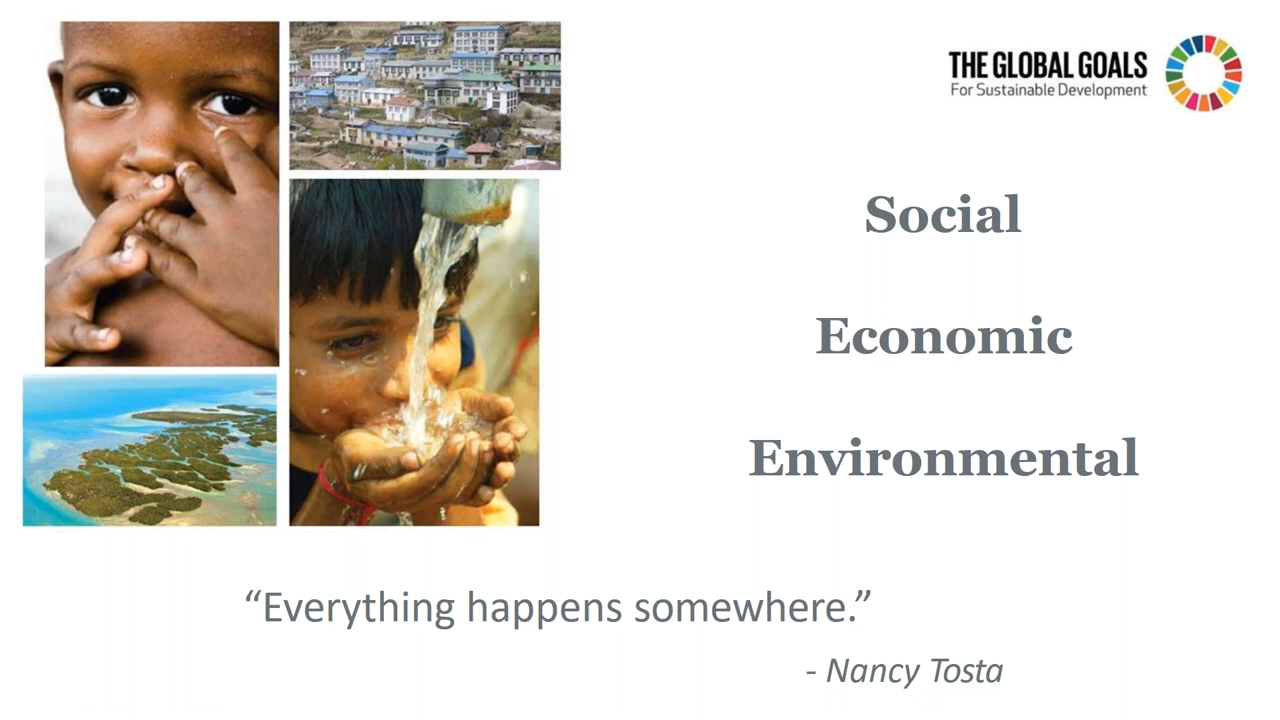 THE GLOBAL GOALS
For Sustainable Development
Social
Economic
Environmental
“Everything happens somewhere.”
- Nancy Tosta